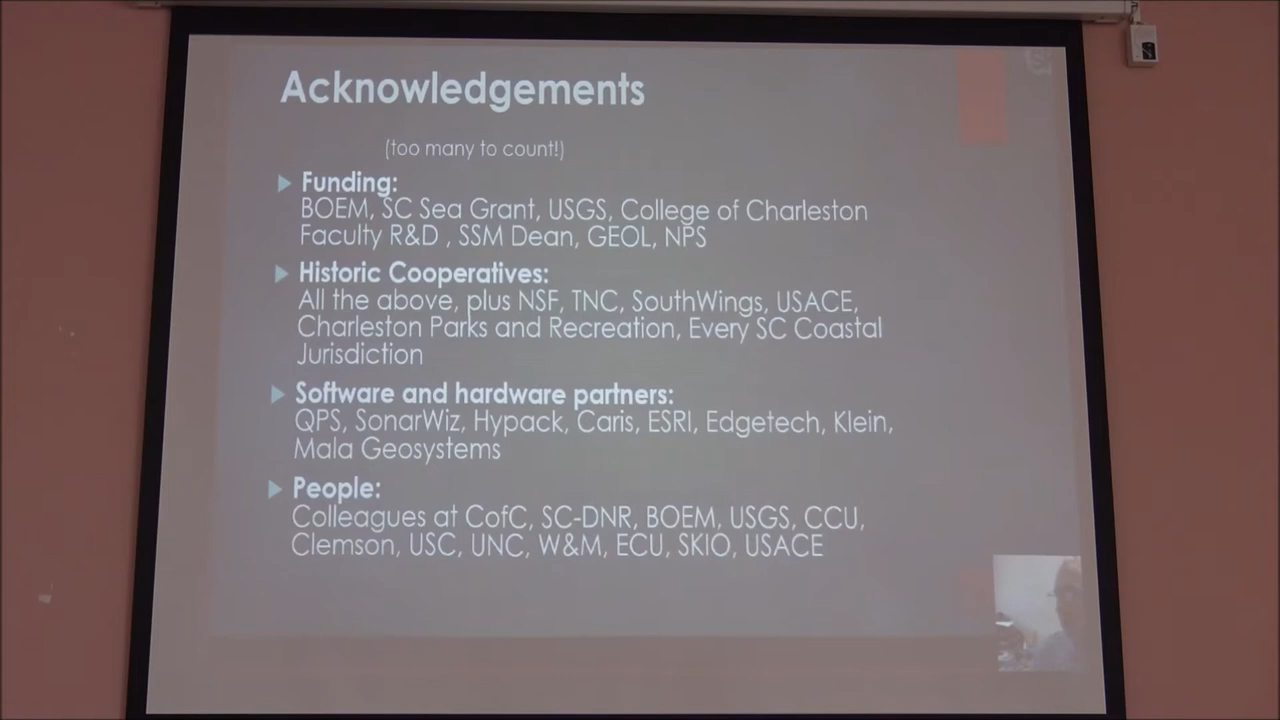 Acknowledgements
(too many to count!)
Funding:
BOEM, SC Sea Grant, USGS, College of Charleston
Faculty R&D , SSM Dean, GEOL, NPS
Historic Cooperatives:
All the above, plus NSF, TNC, SouthWings, USACE,
Charleston Parks and Recreation, Every SC Coastal
Jurisdiction
Software and hardware partners:
QPS, SonarWiz, Hypack, Caris, ESRI, Edgetech, Klein,
Mala Geosystems
People:
Colleagues at CofC, SC-DNR, BOEM, USGS, CCU,
Clemson, USC, UNC, W&M, ECU, SKIO, USACE